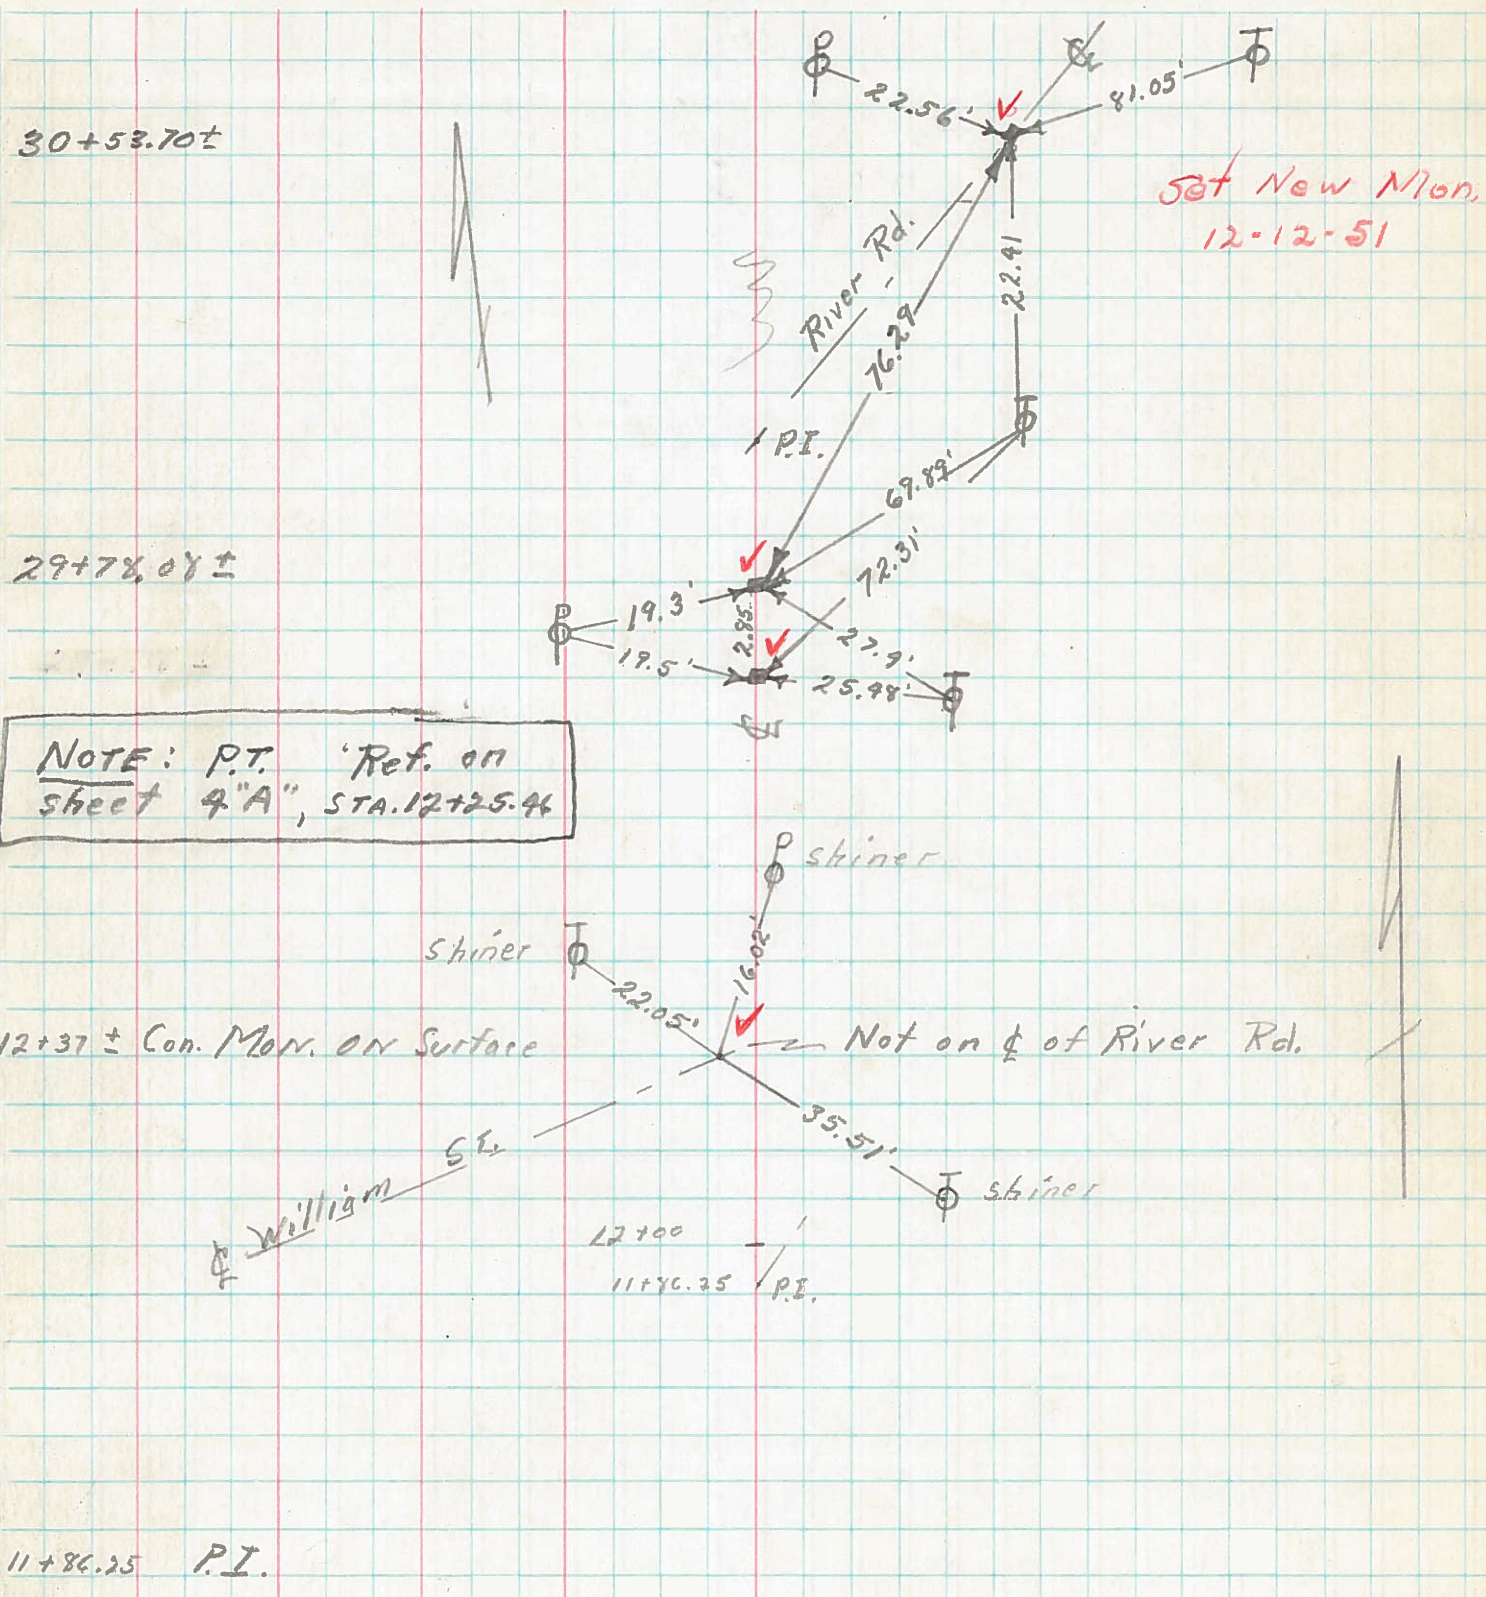 ℄
22.56'
81.05'
30+53.70±
Set New Mon.
12-12-51
River Rd.
22.41
76.29
P.I.
69.89'
72.31'
29+78.08±
19.3'
2.85
27.9'
19.5'
25.48'
℄
NOTE: P.T. Ref. on
sheet 4"A", STA.12+25.46
shiner
shiner
16.02'
22.05'
12+37± Con. Mon. on Surface
Not on ℄ of River Rd.
35.51'
℄ William St.
shiner
12+00
11+86.25 P.I.
11+86.25 P.I.